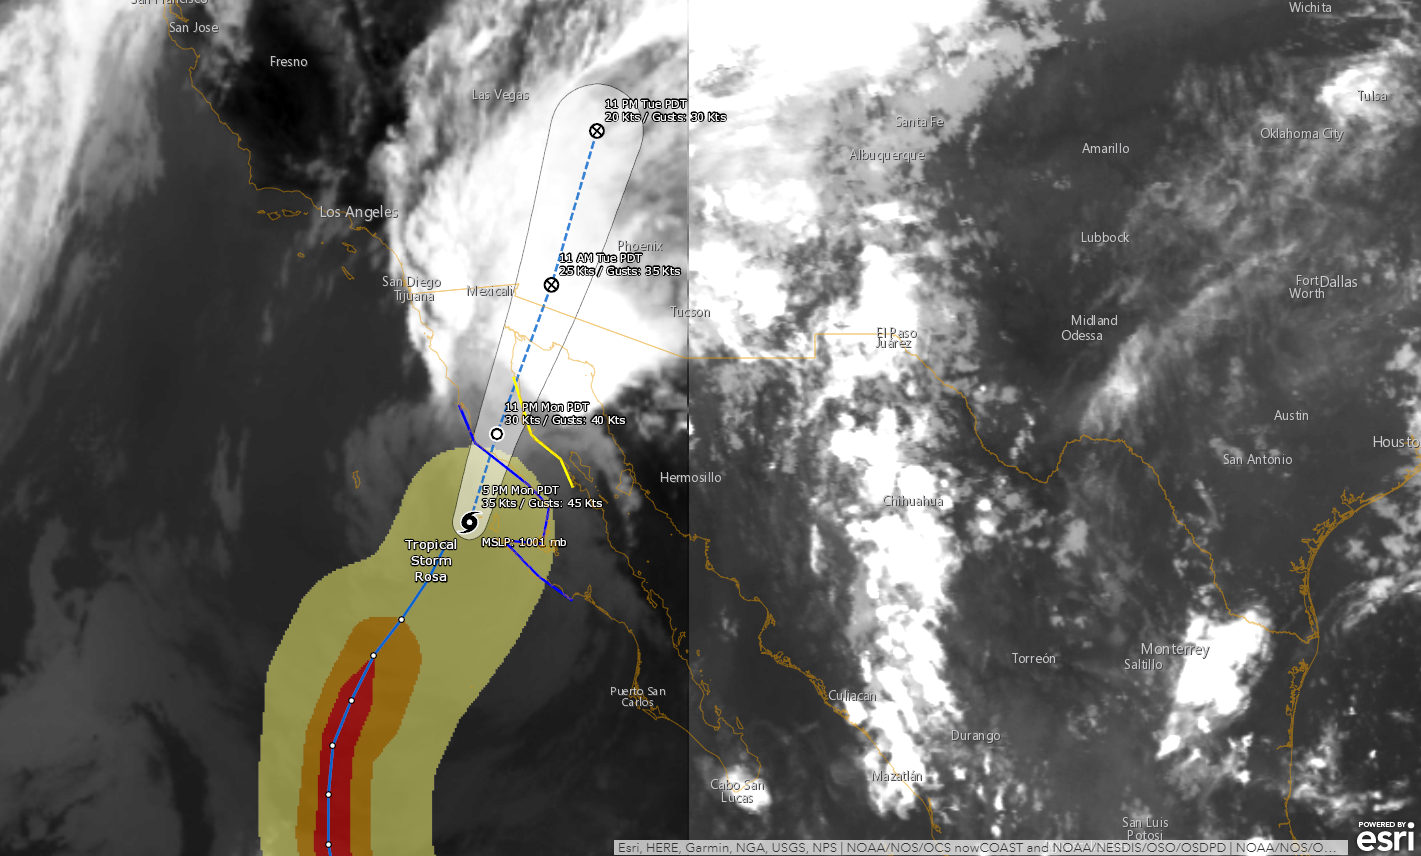 San Francisco
San Jose
Fresno
Wichita
Las Vegas
11 PM Tue PDT
20 Kts / Gusts: 30 Kts
Tulsa
Santa Fe
Oklahoma City
Albuquerque
Amarillo
Los Angeles
Phoenix
Lubbock
11 AM Tue PDT
25 Kts / Gusts: 35 Kts
San Diego
Tijuana
Mexicali
Fort
Worth
Dallas
Tucson
Midland
Odessa
El Paso
Juárez
11 PM Mon PDT
30 Kts / Gusts: 40 Kts
Austin
Housto
San Antonio
Hermosillo
5 PM Mon PDT
35 Kts / Gusts: 45 Kts
Chihuahua
MSLP: 1001 mb
Tropical
Storm
Rosa
Monterrey
Saltillo
Torreón
Puerto San
Carlos
Culiacan
Durango
Mazatlán
Cabo San
Lucas
San Luis
Potosi
POWERED BY
esri
Esri, HERE, Garmin, NGA, USGS, NPS | NOAA/NOS/OCS nowCOAST and NOAA/NESDIS/OSO/OSDPD | NOAA/NOS/O...